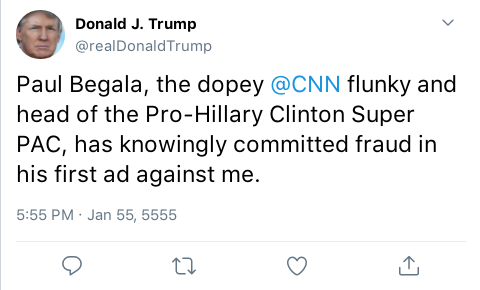 Donald J. Trump
@realDonaldTrump
Paul Begala, the dopey @CNN flunky and
head of the Pro-Hillary Clinton Super
PAC, has knowingly committed fraud in
his first ad against me.
5:55 PM · Jan 55, 5555